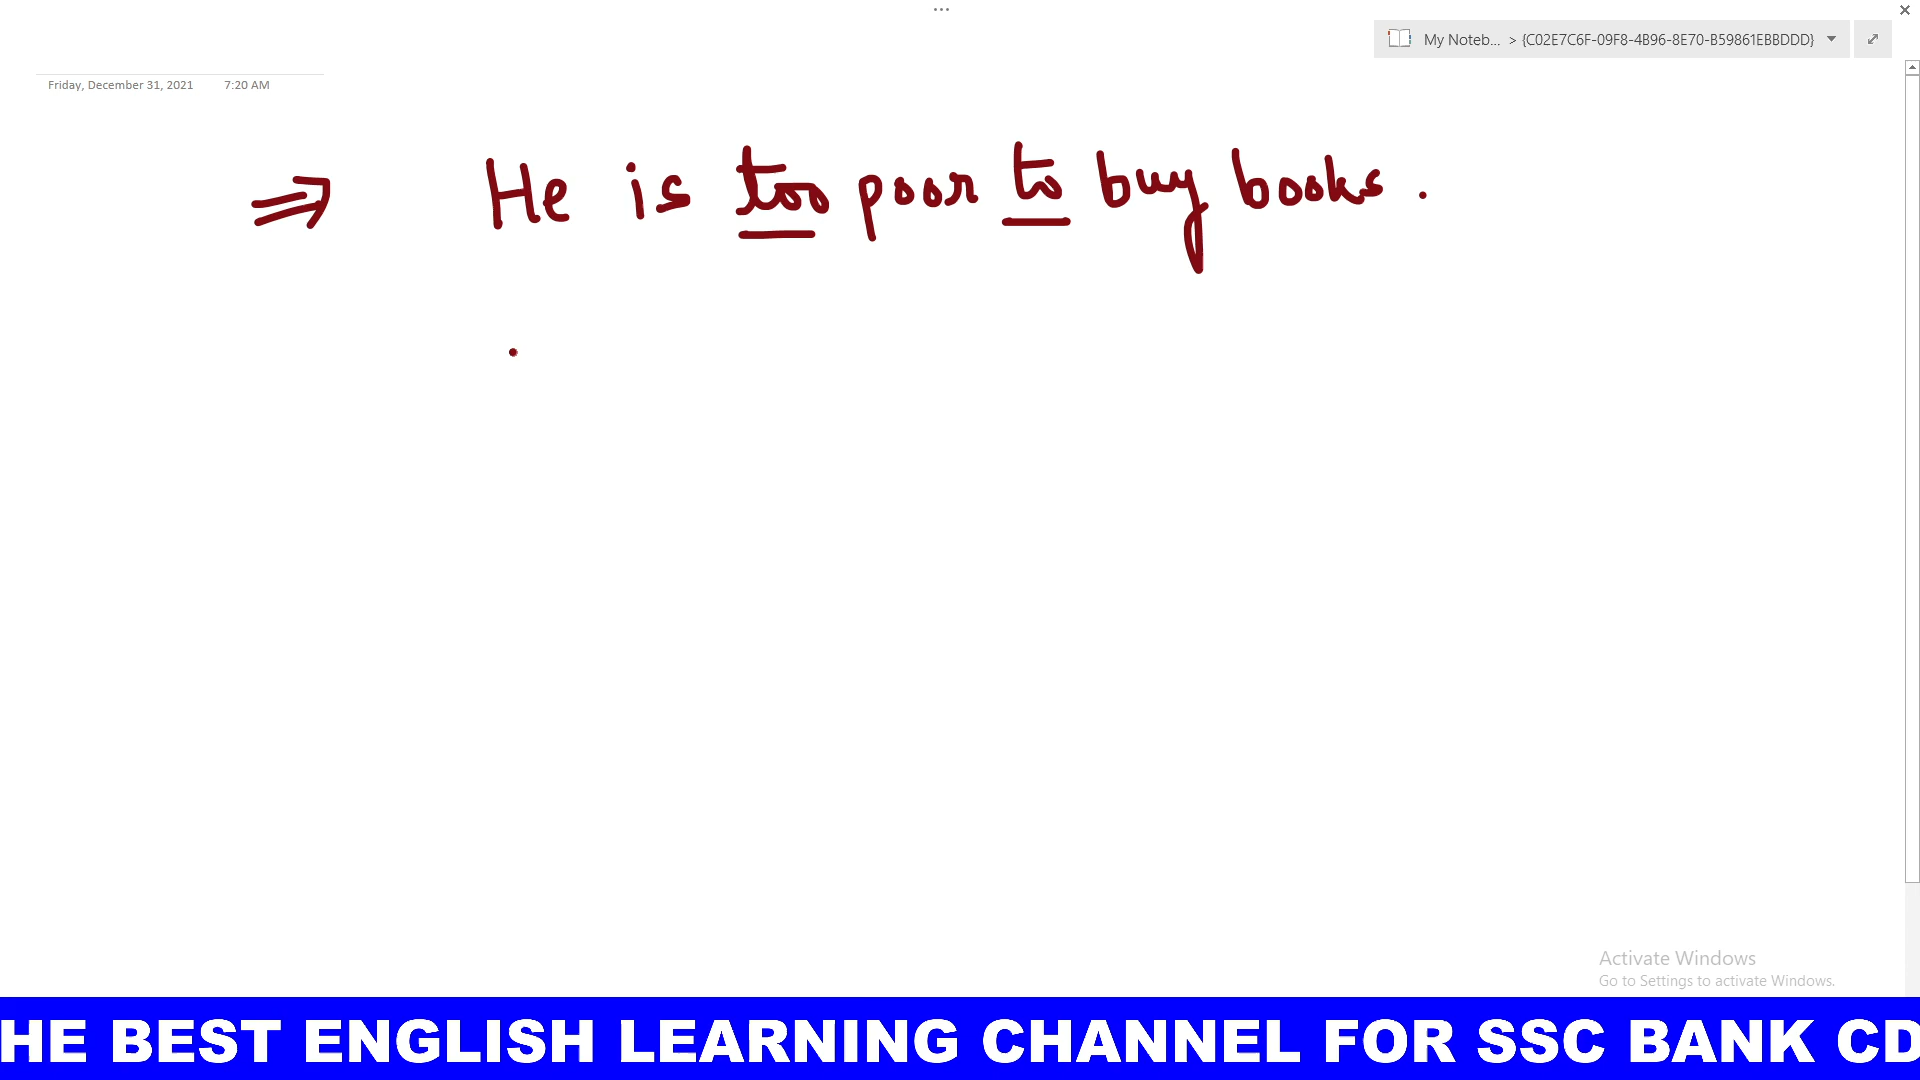 ...
×
My Noteb... > {C02E7C6F-09F8-4B96-8E70-B59861EBBDDD}
Friday, December 31, 2021 7:20 AM
⇒ He is too poor to buy books.
Activate Windows
Go to Settings to activate Windows.
HE BEST ENGLISH LEARNING CHANNEL FOR SSC BANK CD